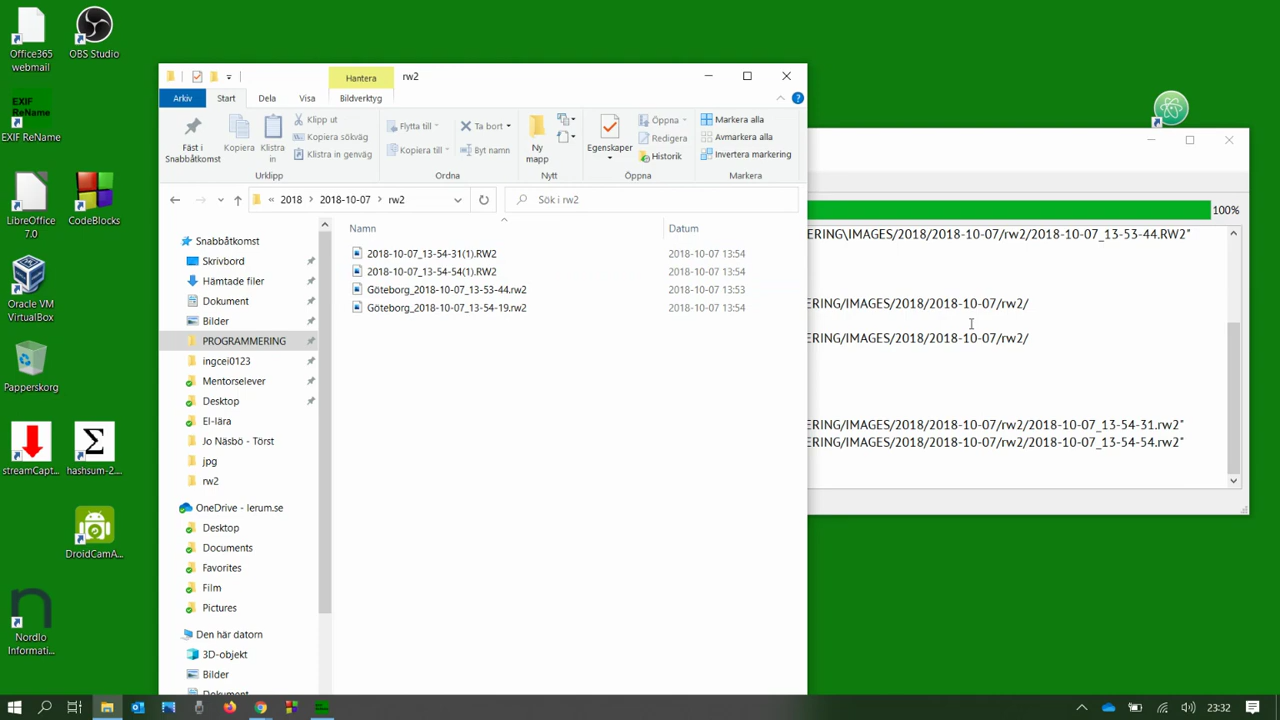 Office365
webmail
OBS Studio
EXIF
ReName
EXIF ReName
LibreOffice
7.0
CodeBlocks
Oracle VM
VirtualBox
Papperskorg
streamCapt...
hashsum-2....
DroidCamA...
Nordlo
Informati...
Hantera
rw2
Arkiv
Start
Dela
Visa
Bildverktyg
Fäst i
Snabbåtkomst
Kopiera
Klistra
in
Klipp ut
Kopiera sökväg
Klistra in genväg
Urklipp
Flytta till
Kopiera till
Ta bort
Byt namn
Ordna
Ny
mapp
Nytt
Egenskaper
Öppna
Redigera
Historik
Öppna
Markera alla
Avmarkera alla
Invertera markering
Markera
« 2018 > 2018-10-07 > rw2
Sök i rw2
Namn
Datum
2018-10-07_13-54-31(1).RW2 2018-10-07 13:54
2018-10-07_13-54-54(1).RW2 2018-10-07 13:54
Göteborg_2018-10-07_13-53-44.rw2 2018-10-07 13:53
Göteborg_2018-10-07_13-54-19.rw2 2018-10-07 13:54
Snabbåtkomst
Skrivbord
Hämtade filer
Dokument
Bilder
PROGRAMMERING
ingcei0123
Mentorselever
Desktop
El-lära
Jo Näsbö - Törst
jpg
rw2
OneDrive - lerum.se
Desktop
Documents
Favorites
Film
Pictures
Den här datorn
3D-objekt
Bilder
Dokument
100%
ERING\IMAGES/2018/2018-10-07/rw2/2018-10-07_13-53-44.RW2"
ERING/IMAGES/2018/2018-10-07/rw2/
ERING/IMAGES/2018/2018-10-07/rw2/
ERING/IMAGES/2018/2018-10-07/rw2/2018-10-07_13-54-31.rw2"
ERING/IMAGES/2018/2018-10-07/rw2/2018-10-07_13-54-54.rw2"
23:32